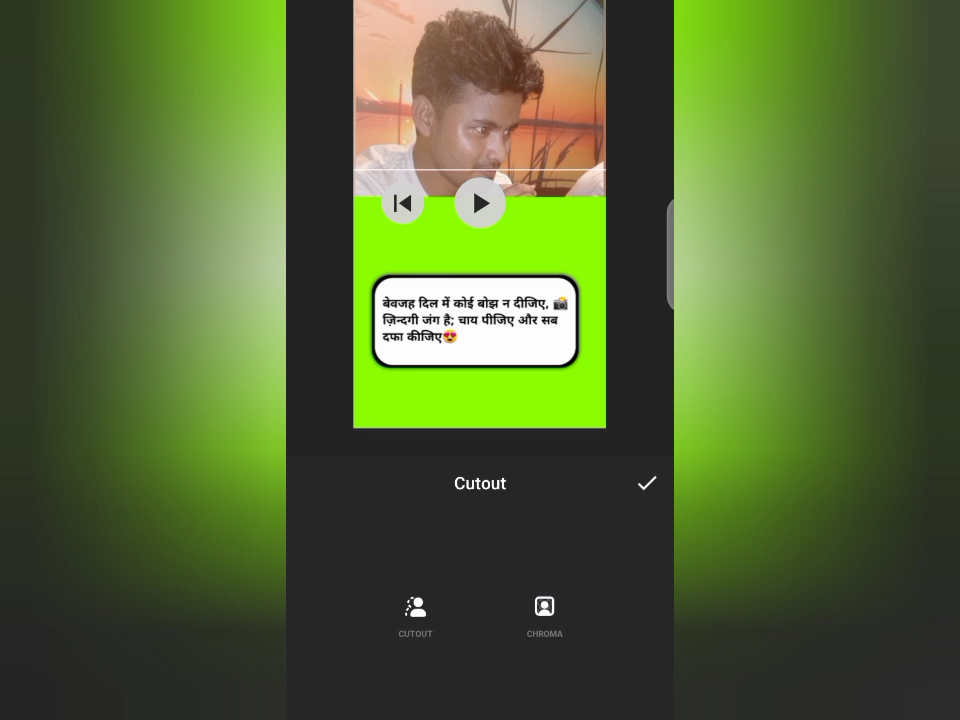 बेवजह दिल में कोई बोझ न दीजिए, 📸
ज़िन्दगी जंग है; चाय पीजिए और सब
दफा कीजिए😍
Cutout
CUTOUT
CHROMA